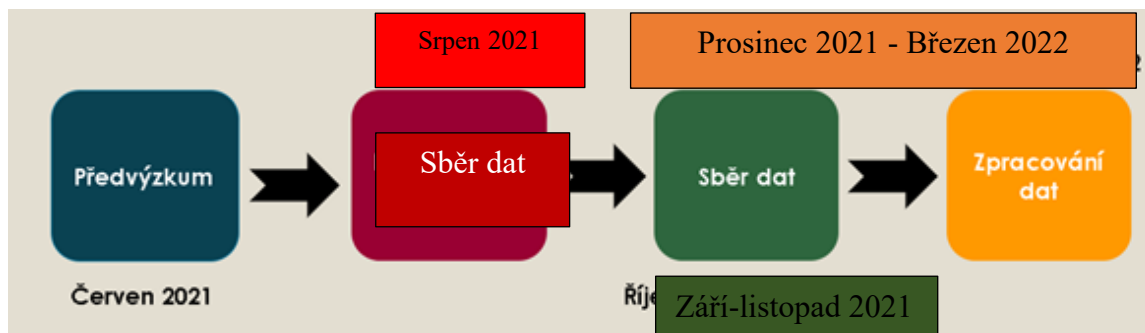 Srpen 2021
Prosinec 2021 - Březen 2022
Předvýzkum
Sběr dat
Sběr dat
Zpracování
dat
Červen 2021
Září-listopad 2021